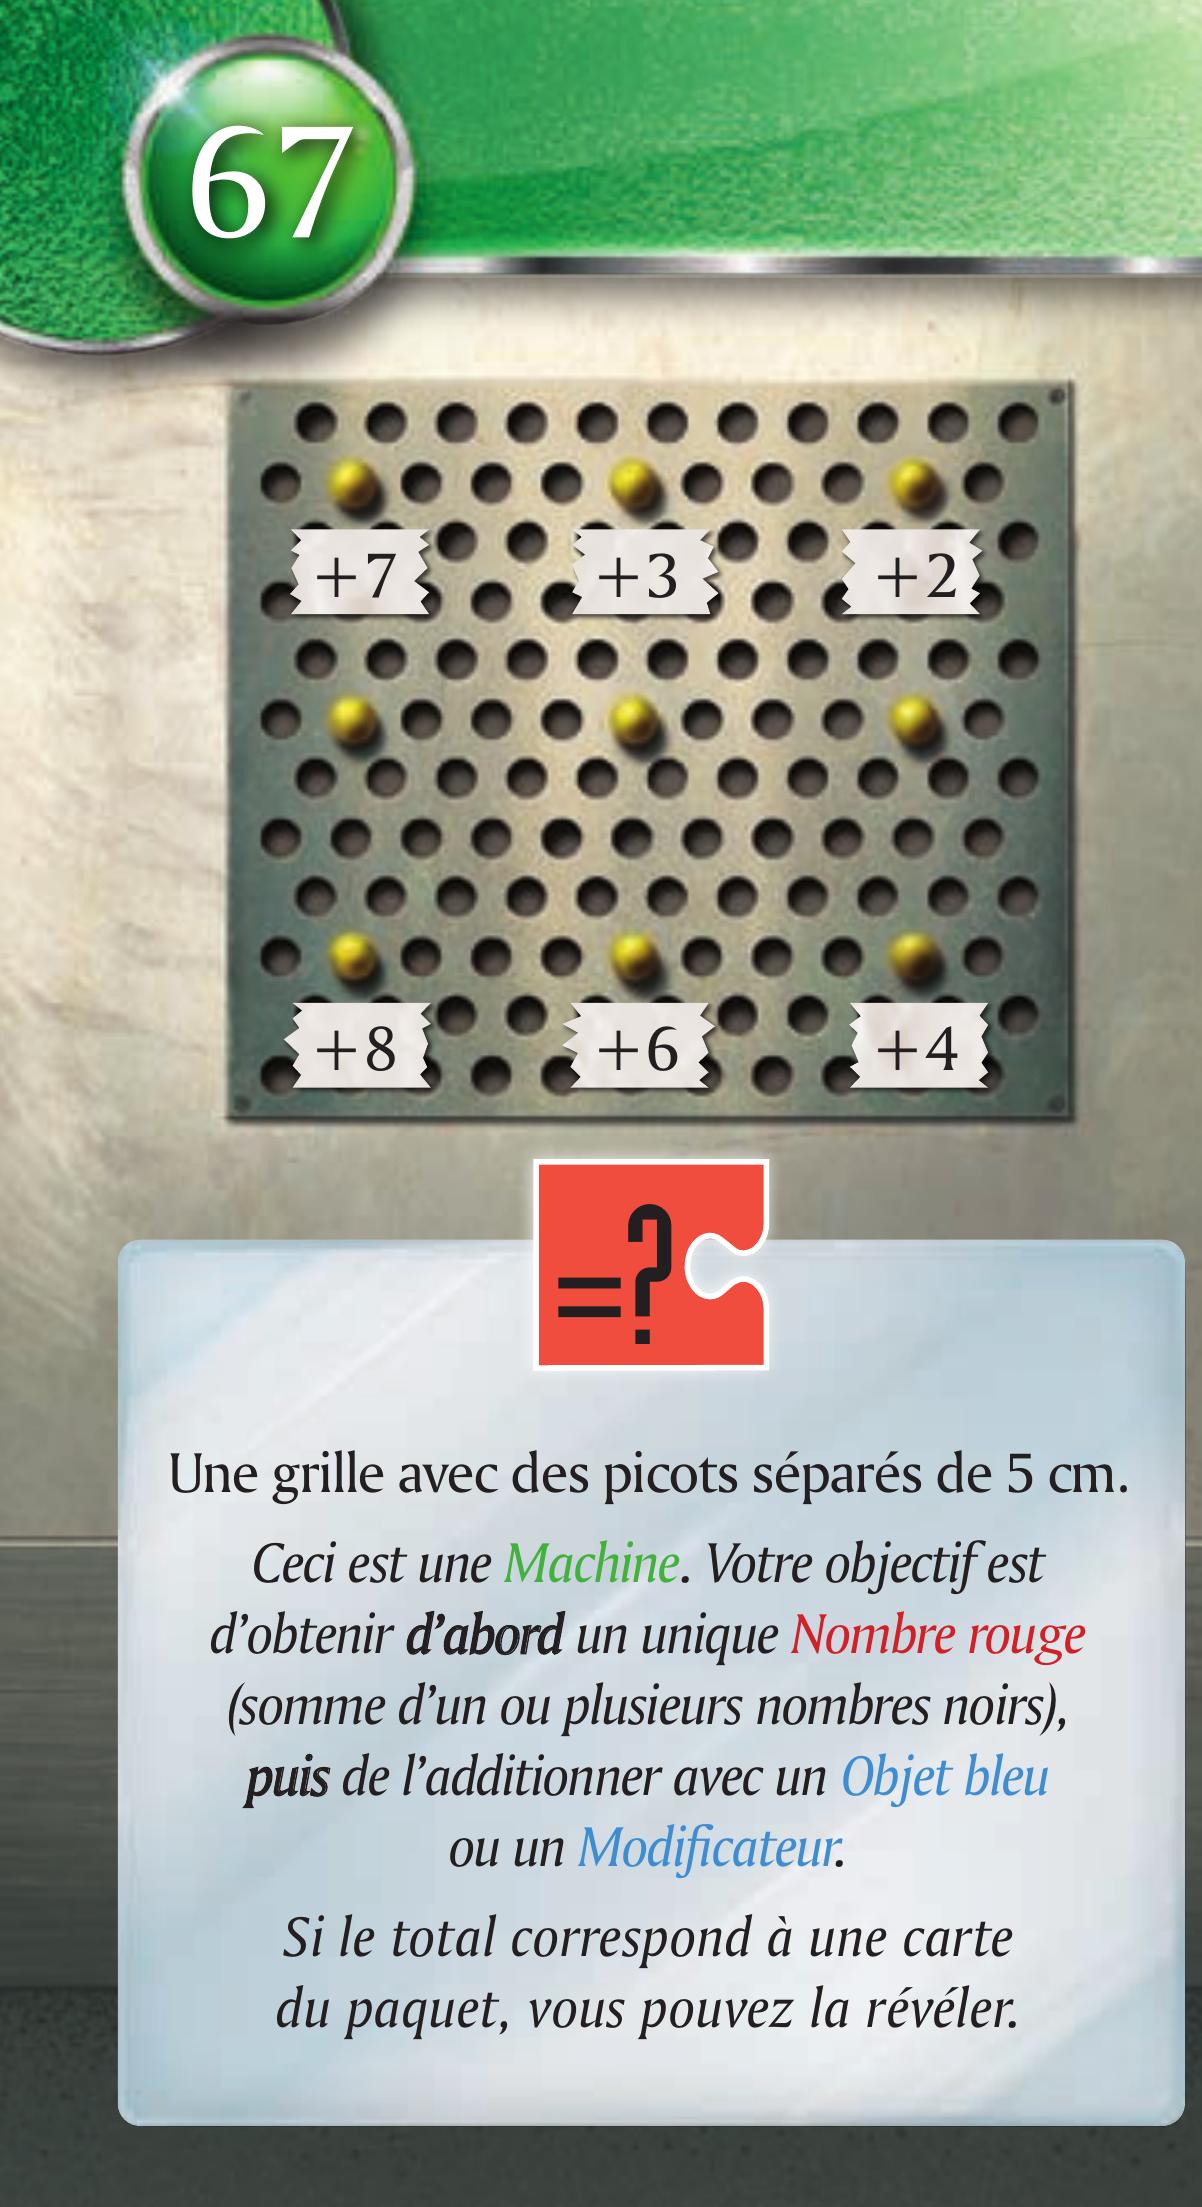 67
+7 +3 +2
+8 +6 +4
=?
Une grille avec des picots séparés de 5 cm.
Ceci est une Machine. Votre objectif est
d'obtenir d'abord un unique Nombre rouge
(somme d'un ou plusieurs nombres noirs),
puis de l'additionner avec un Objet bleu
ou un Modificateur.
Si le total correspond à une carte
du paquet, vous pouvez la révéler.